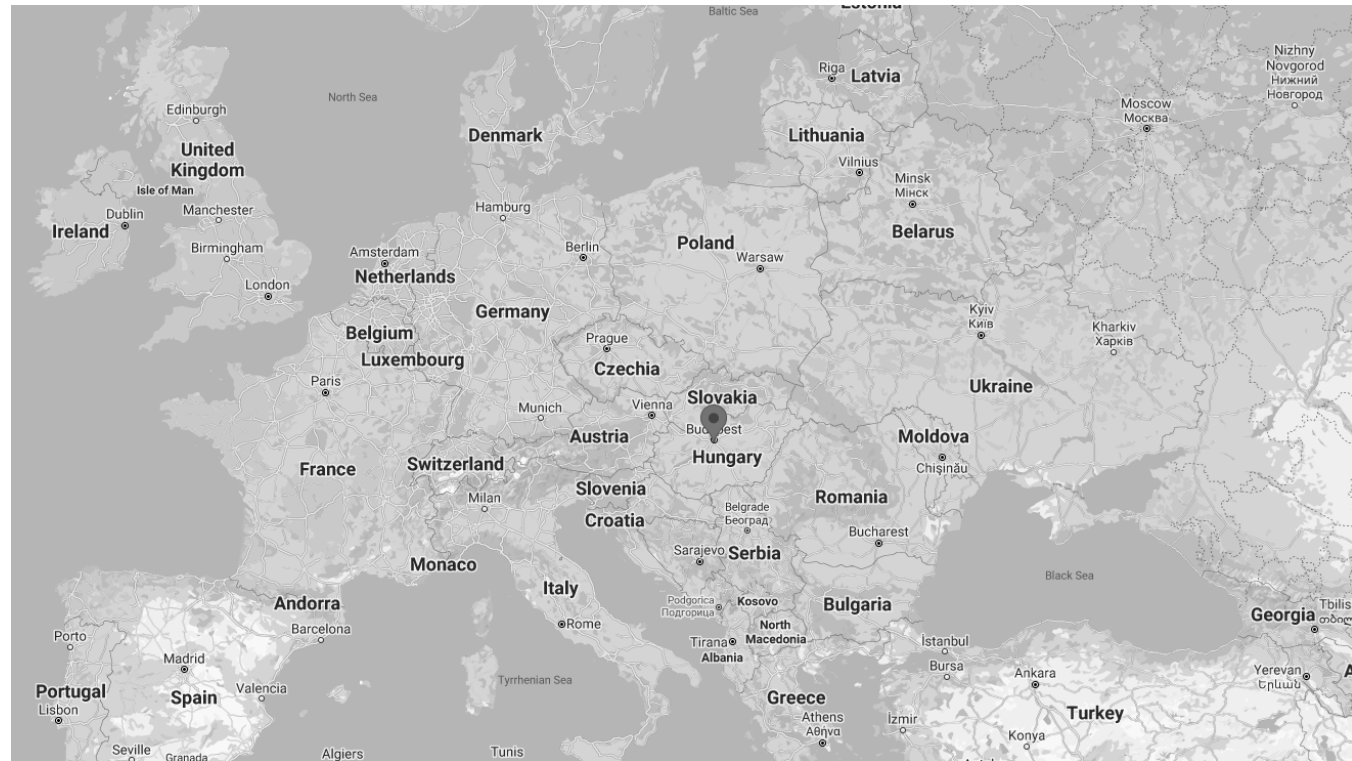 Baltic Sea
Estonia
Nizhny
Novgorod
Нижний
Новгород
Riga
Latvia
North Sea
Moscow
Москва
Edinburgh
Denmark
Lithuania
United
Kingdom
Vilnius
Isle of Man
Minsk
Мінск
Hamburg
Dublin
Manchester
Ireland
Belarus
Poland
Birmingham
Berlin
Amsterdam
Warsaw
Netherlands
London
Germany
Kyiv
Київ
Belgium
Kharkiv
Харків
Prague
Luxembourg
Czechia
Paris
Ukraine
Slovakia
Munich
Vienna
Austria
Moldova
Hungary
Switzerland
France
Chișinău
Slovenia
Milan
Romania
Belgrade
Београд
Croatia
Bucharest
Sarajevo
Serbia
Monaco
Black Sea
Italy
Andorra
Podgorica
Подгорица
Kosovo
Bulgaria
Georgia
Rome
North
Macedonia
Barcelona
Porto
Tirana
Albania
İstanbul
Madrid
Bursa
Ankara
Yerevan
Երևան
Tyrrhenian Sea
Portugal
Spain
Valencia
Greece
Lisbon
Athens
Αθήνα
İzmir
Turkey
Konya
Seville
Granada
Algiers
Tunis